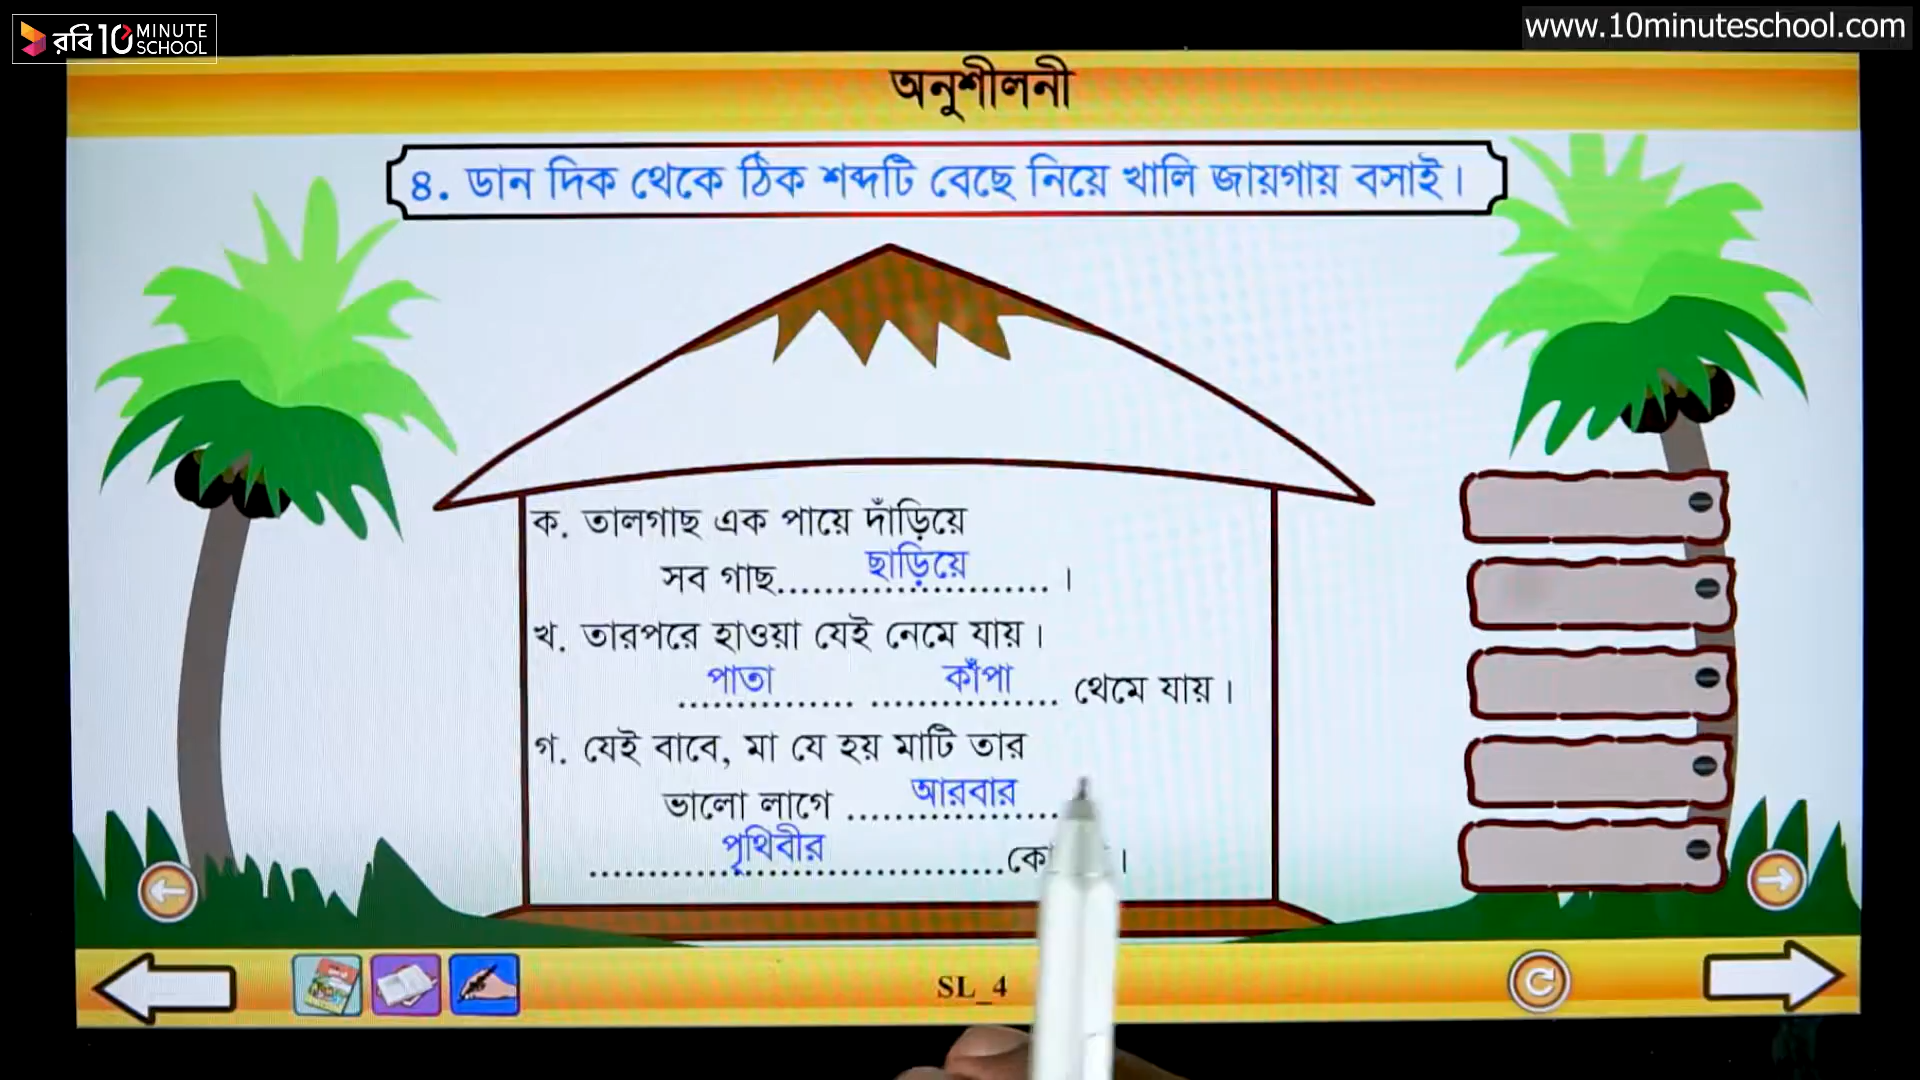 রবি 10 MINUTE SCHOOL
www.10minuteschool.com
অনুশীলনী
৪. ডান দিক থেকে ঠিক শব্দটি বেছে নিয়ে খালি জায়গায় বসাই।
ক. তালগাছ এক পায়ে দাঁড়িয়ে
সব গাছ.......ছাড়িয়ে.......।
খ. তারপরে হাওয়া যেই নেমে যায়।
পাতা কাঁপা থেমে যায়।
গ. যেই বাবে, মা যে হয় মাটি তার
ভালো লাগে আরবার
পৃথিবীর ।
SL_4